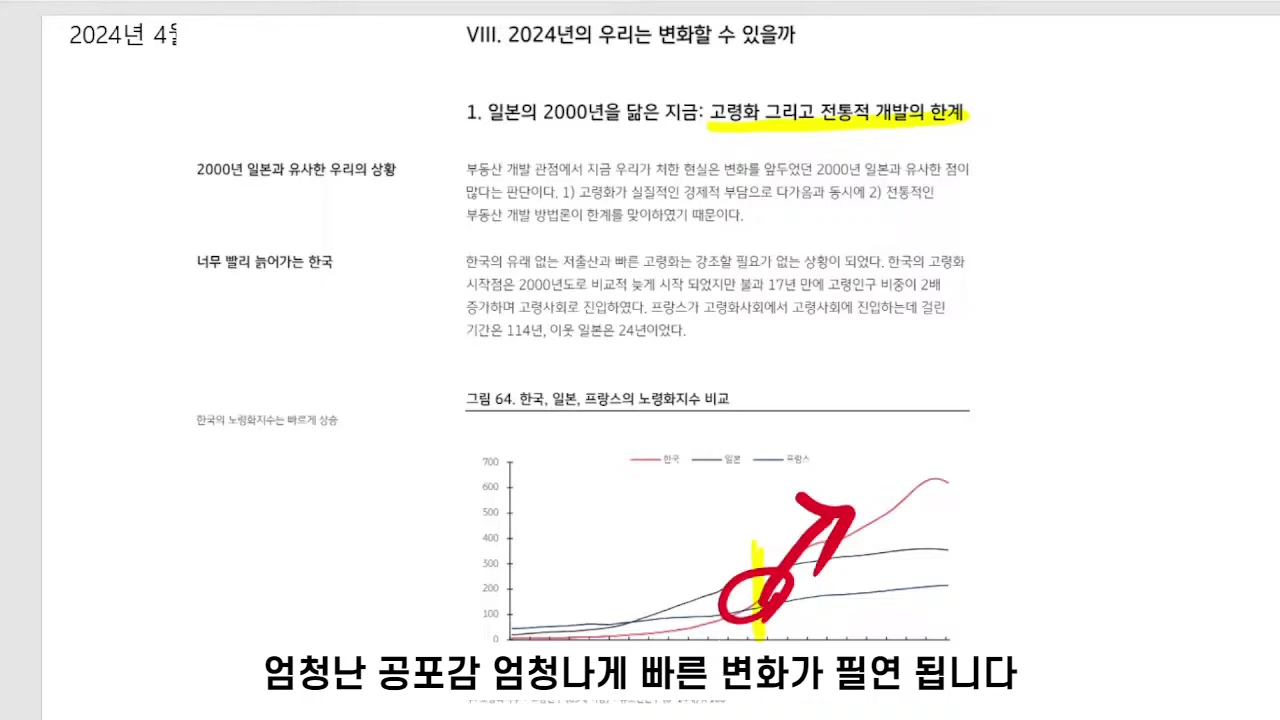 2024년 4월
VIII. 2024년의 우리는 변화할 수 있을까
1. 일본의 2000년을 닮은 지금: 고령화 그리고 전통적 개발의 한계
2000년 일본과 유사한 우리의 상황
부동산 개발 관점에서 지금 우리가 처한 현실은 변화를 앞두었던 2000년 일본과 유사한 점이
많다는 판단이다. 1) 고령화가 실질적인 경제적 부담으로 다가옴과 동시에 2) 전통적인
부동산 개발 방법론이 한계를 맞이하였기 때문이다.
너무 빨리 늙어가는 한국
한국의 유래 없는 저출산과 빠른 고령화는 강조할 필요가 없는 상황이 되었다. 한국의 고령화
시작점은 2000년도로 비교적 늦게 시작 되었지만 불과 17년 만에 고령인구 비중이 2배
증가하며 고령사회로 진입하였다. 프랑스가 고령화사회에서 고령사회에 진입하는데 걸린
기간은 114년, 이웃 일본은 24년이었다.
그림 64. 한국, 일본, 프랑스의 노령화지수 비교
한국의 노령화지수는 빠르게 상승
한국 일본 프랑스
700
600
500
400
300
200
100
0
엄청난 공포감 엄청나게 빠른 변화가 필연 됩니다